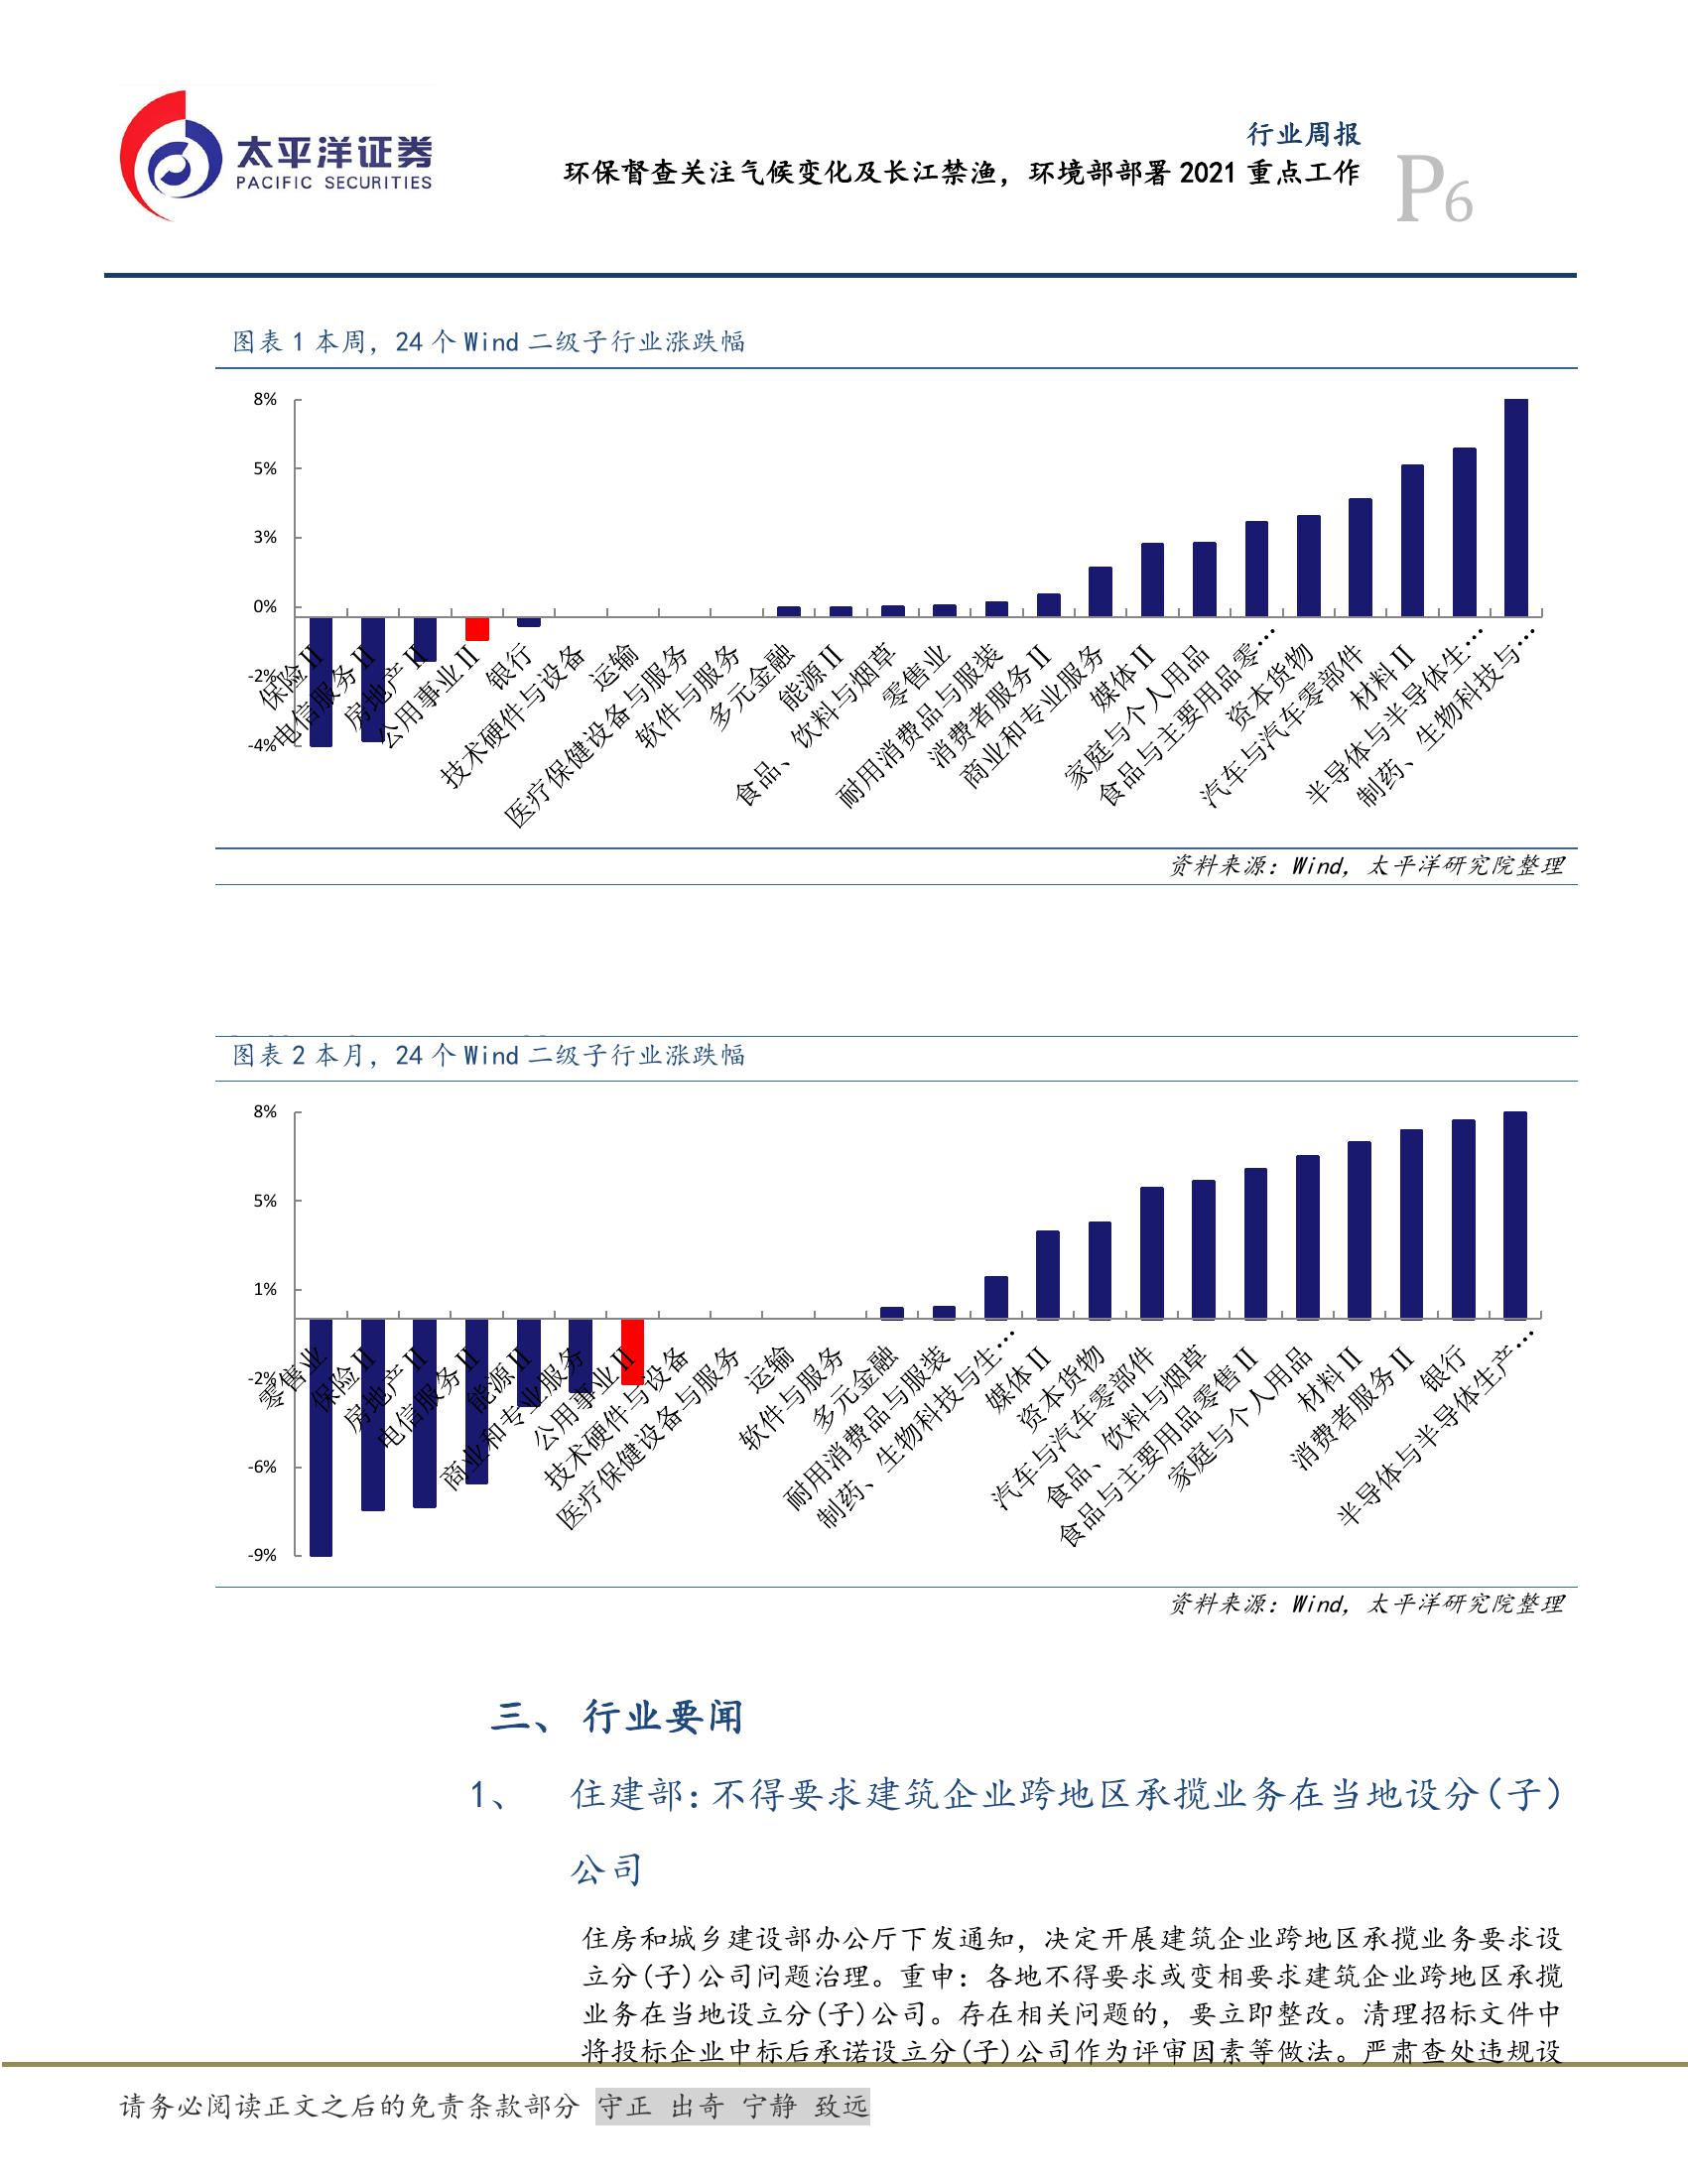 太平洋证券
PACIFIC SECURITIES
行业周报
环保督查关注气候变化及长江禁渔，环境部部署 2021 重点工作
P6
图表 1 本周，24 个 Wind 二级子行业涨跌幅
8%
5%
3%
0%
-2%
-4%
保险Ⅱ
电信服务Ⅱ
房地产Ⅱ
公用事业Ⅱ
银行
技术硬件与设备
运输
医疗保健设备与服务
软件与服务
多元金融
能源Ⅱ
食品、饮料与烟草
零售业
耐用消费品与服装
消费者服务Ⅱ
商业和专业服务
媒体Ⅱ
家庭与个人用品
食品与主要用品零…
资本货物
汽车与汽车零部件
材料Ⅱ
半导体与半导体生…
制药、生物科技与…
资料来源：Wind，太平洋研究院整理
图表 2 本月，24 个 Wind 二级子行业涨跌幅
8%
5%
1%
-2%
-6%
-9%
零售业
保险Ⅱ
房地产Ⅱ
电信服务Ⅱ
能源Ⅱ
商业和专业服务
公用事业Ⅱ
技术硬件与设备
医疗保健设备与服务
运输
软件与服务
多元金融
耐用消费品与服装
制药、生物科技与生…
媒体Ⅱ
资本货物
汽车与汽车零部件
食品、饮料与烟草
食品与主要用品零售Ⅱ
家庭与个人用品
材料Ⅱ
消费者服务Ⅱ
银行
半导体与半导体生产…
资料来源：Wind，太平洋研究院整理
三、 行业要闻
1、 住建部：不得要求建筑企业跨地区承揽业务在当地设分（子）
公司
住房和城乡建设部办公厅下发通知，决定开展建筑企业跨地区承揽业务要求设
立分(子)公司问题治理。重申：各地不得要求或变相要求建筑企业跨地区承揽
业务在当地设立分(子)公司。存在相关问题的，要立即整改。清理招标文件中
将投标企业中标后承诺设立分(子)公司作为评审因素等做法。严肃查处违规设
请务必阅读正文之后的免责条款部分 守正 出奇 宁静 致远